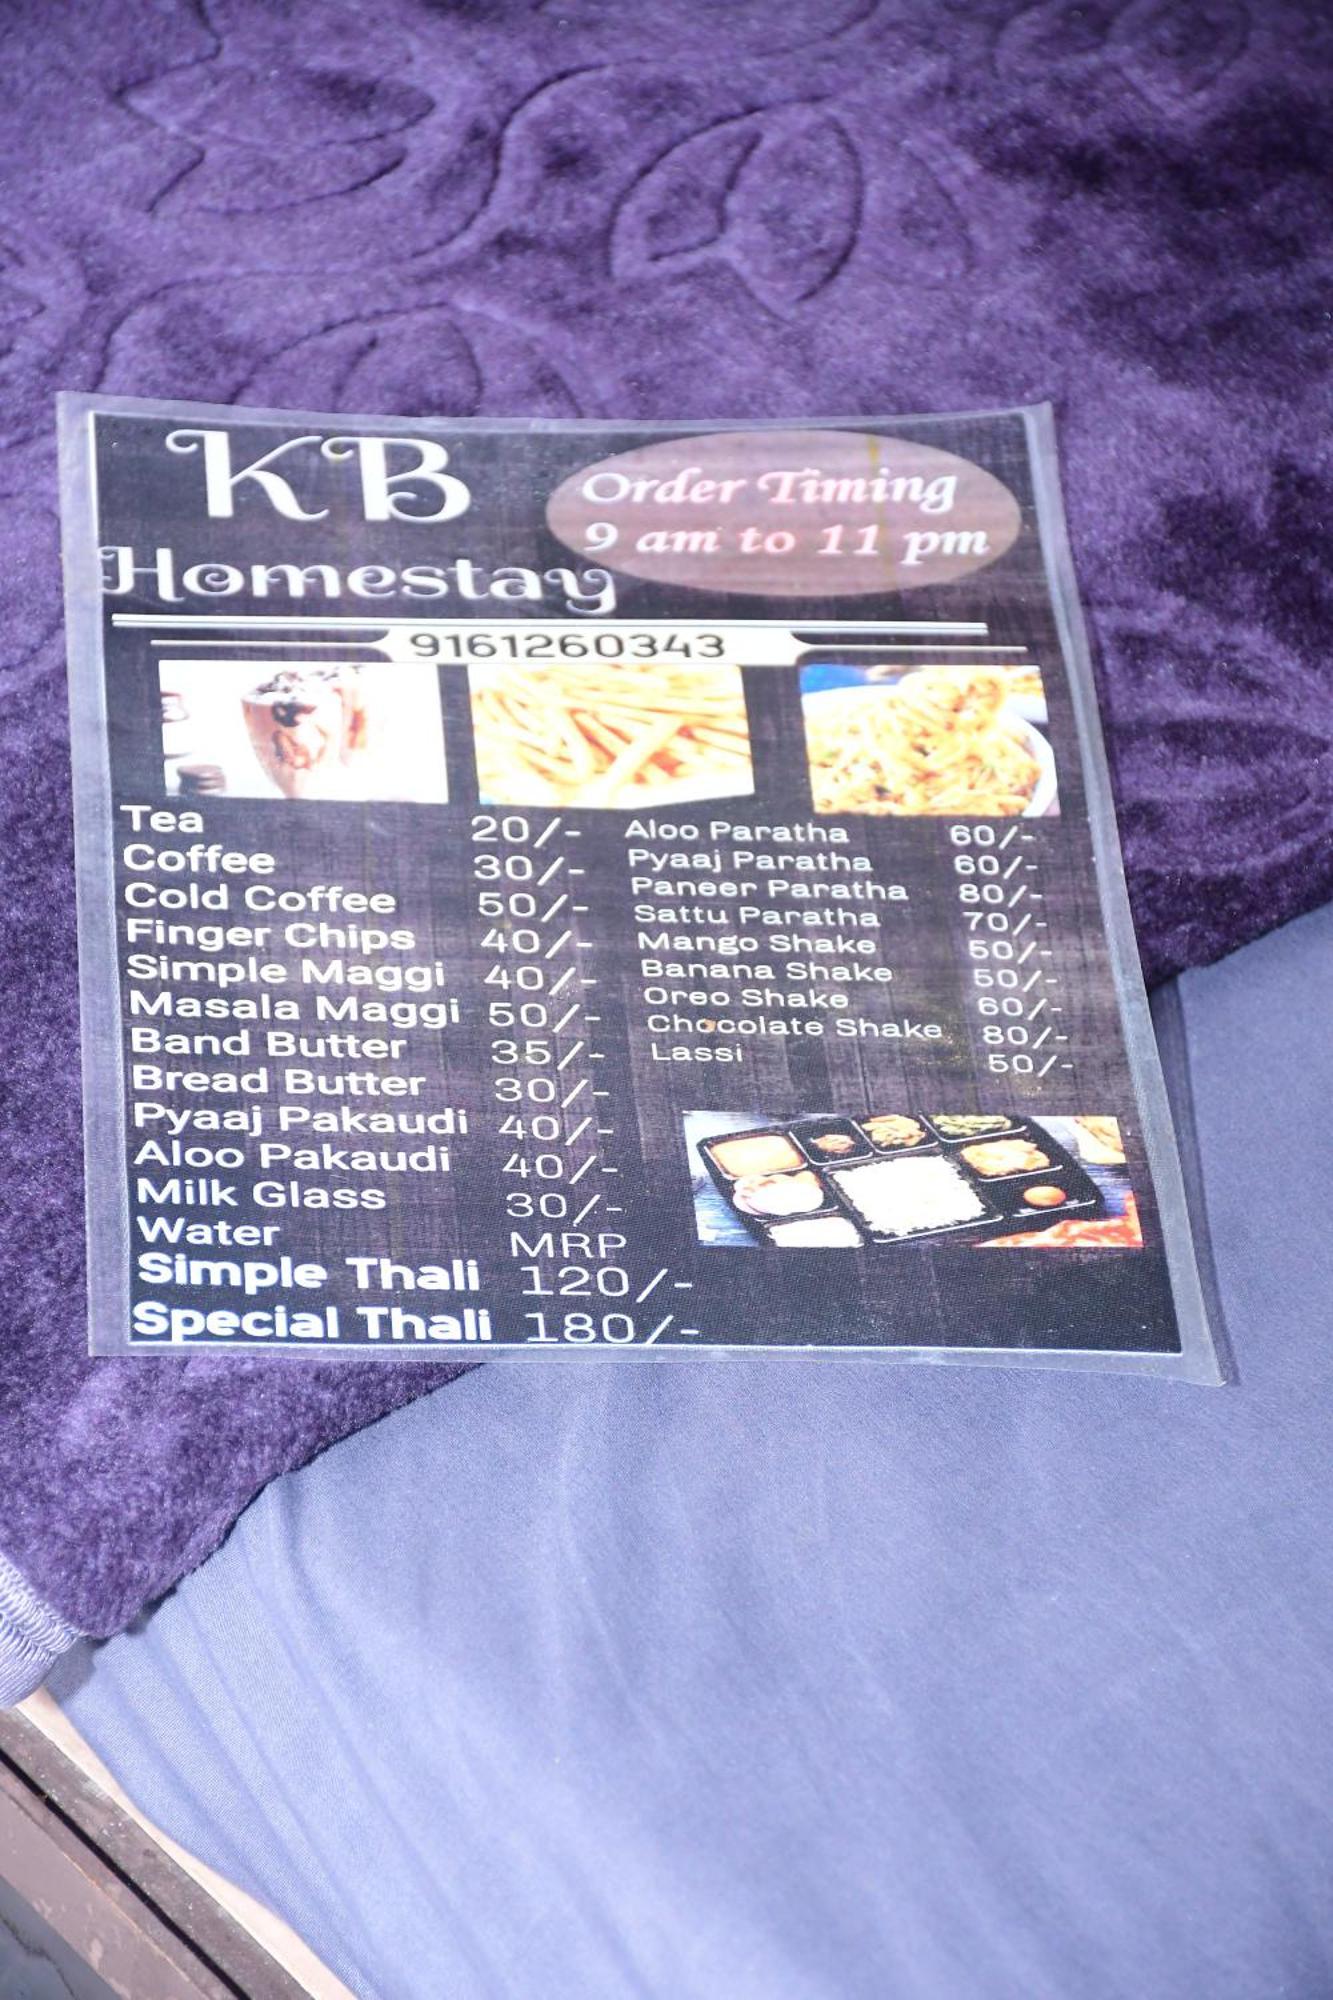 KB
Homestay
Order Timing
9 am to 11 pm
9161260343
Tea 20/-
Coffee 30/-
Cold Coffee 50/-
Finger Chips 40/-
Simple Maggi 40/-
Masala Maggi 50/-
Band Butter 35/-
Bread Butter 30/-
Pyaaj Pakaudi 40/-
Aloo Pakaudi 40/-
Milk Glass 30/-
Water MRP
Simple Thali 120/-
Special Thali 180/-
Aloo Paratha 60/-
Pyaaj Paratha 60/-
Paneer Paratha 80/-
Sattu Paratha 70/-
Mango Shake 50/-
Banana Shake 50/-
Oreo Shake 60/-
Chocolate Shake 80/-
Lassi 50/-